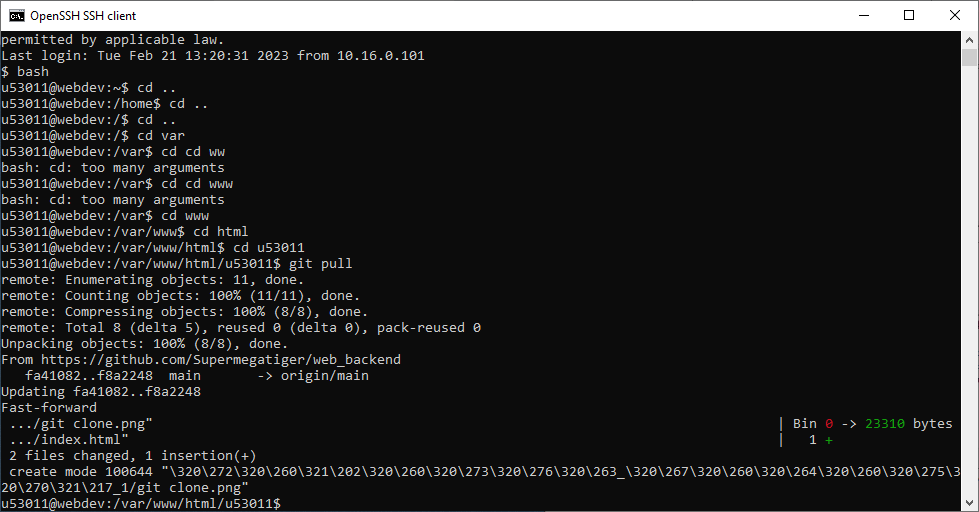 OpenSSH SSH client
permitted by applicable law.
Last login: Tue Feb 21 13:20:31 2023 from 10.16.0.101
$ bash
u53011@webdev:~$ cd ..
u53011@webdev:/home$ cd ..
u53011@webdev:/$ cd ..
u53011@webdev:/$ cd var
u53011@webdev:/var$ cd cd ww
bash: cd: too many arguments
u53011@webdev:/var$ cd cd www
bash: cd: too many arguments
u53011@webdev:/var$ cd www
u53011@webdev:/var/www$ cd html
u53011@webdev:/var/www/html$ cd u53011
u53011@webdev:/var/www/html/u53011$ git pull
remote: Enumerating objects: 11, done.
remote: Counting objects: 100% (11/11), done.
remote: Compressing objects: 100% (8/8), done.
remote: Total 8 (delta 5), reused 0 (delta 0), pack-reused 0
Unpacking objects: 100% (8/8), done.
From https://github.com/Supermegatiger/web_backend
   fa41082..f8a2248  main       -> origin/main
Updating fa41082..f8a2248
Fast-forward
 .../git clone.png" | Bin 0 -> 23310 bytes
 .../index.html" |   1 +
 2 files changed, 1 insertion(+)
 create mode 100644 "\320\272\320\260\321\202\320\260\320\273\320\276\320\263_\320\267\320\260\320\264\320\260\320\275\3
20\270\321\217_1/git clone.png"
u53011@webdev:/var/www/html/u53011$